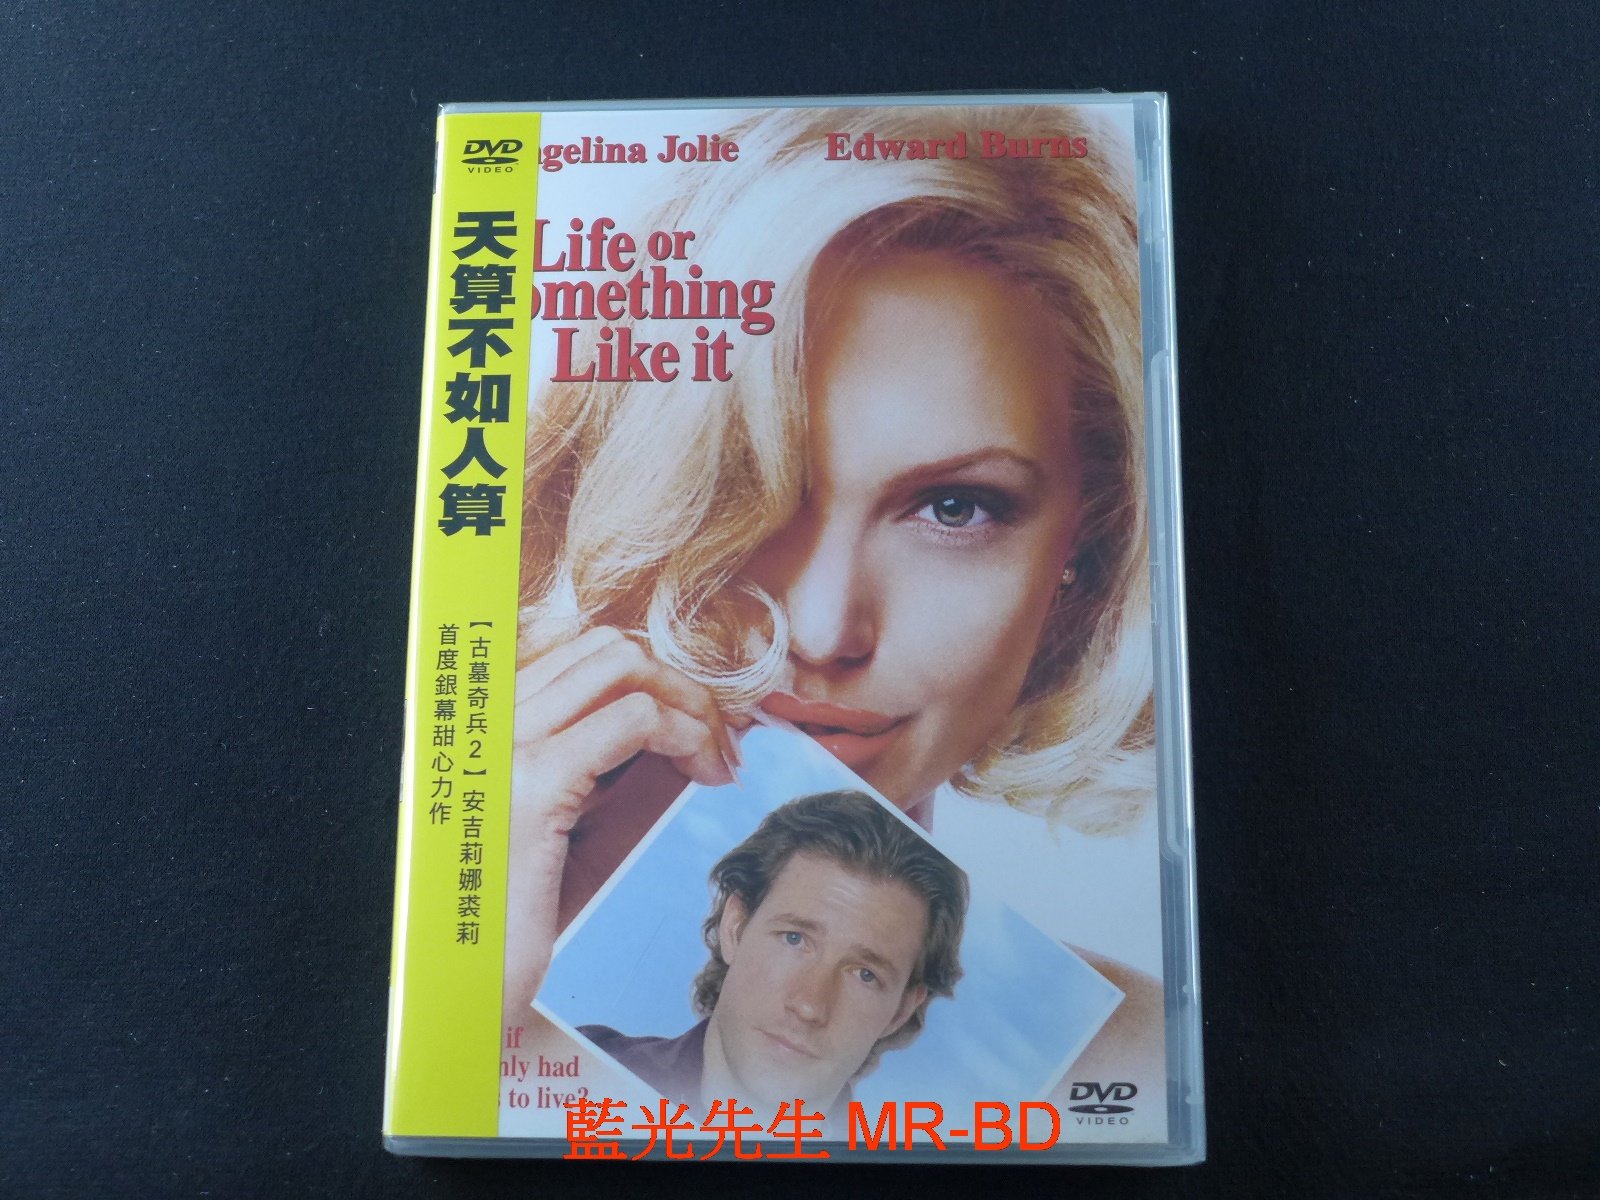 DVD
VIDEO
天算不如人算
【古墓奇兵2】安吉莉娜裘莉
首度銀幕甜心力作
ngelina Jolie
Edward Burns
Life or
omething
Like it
if
nly had
s to live?
DVD
VIDEO
藍光先生 MR-BD